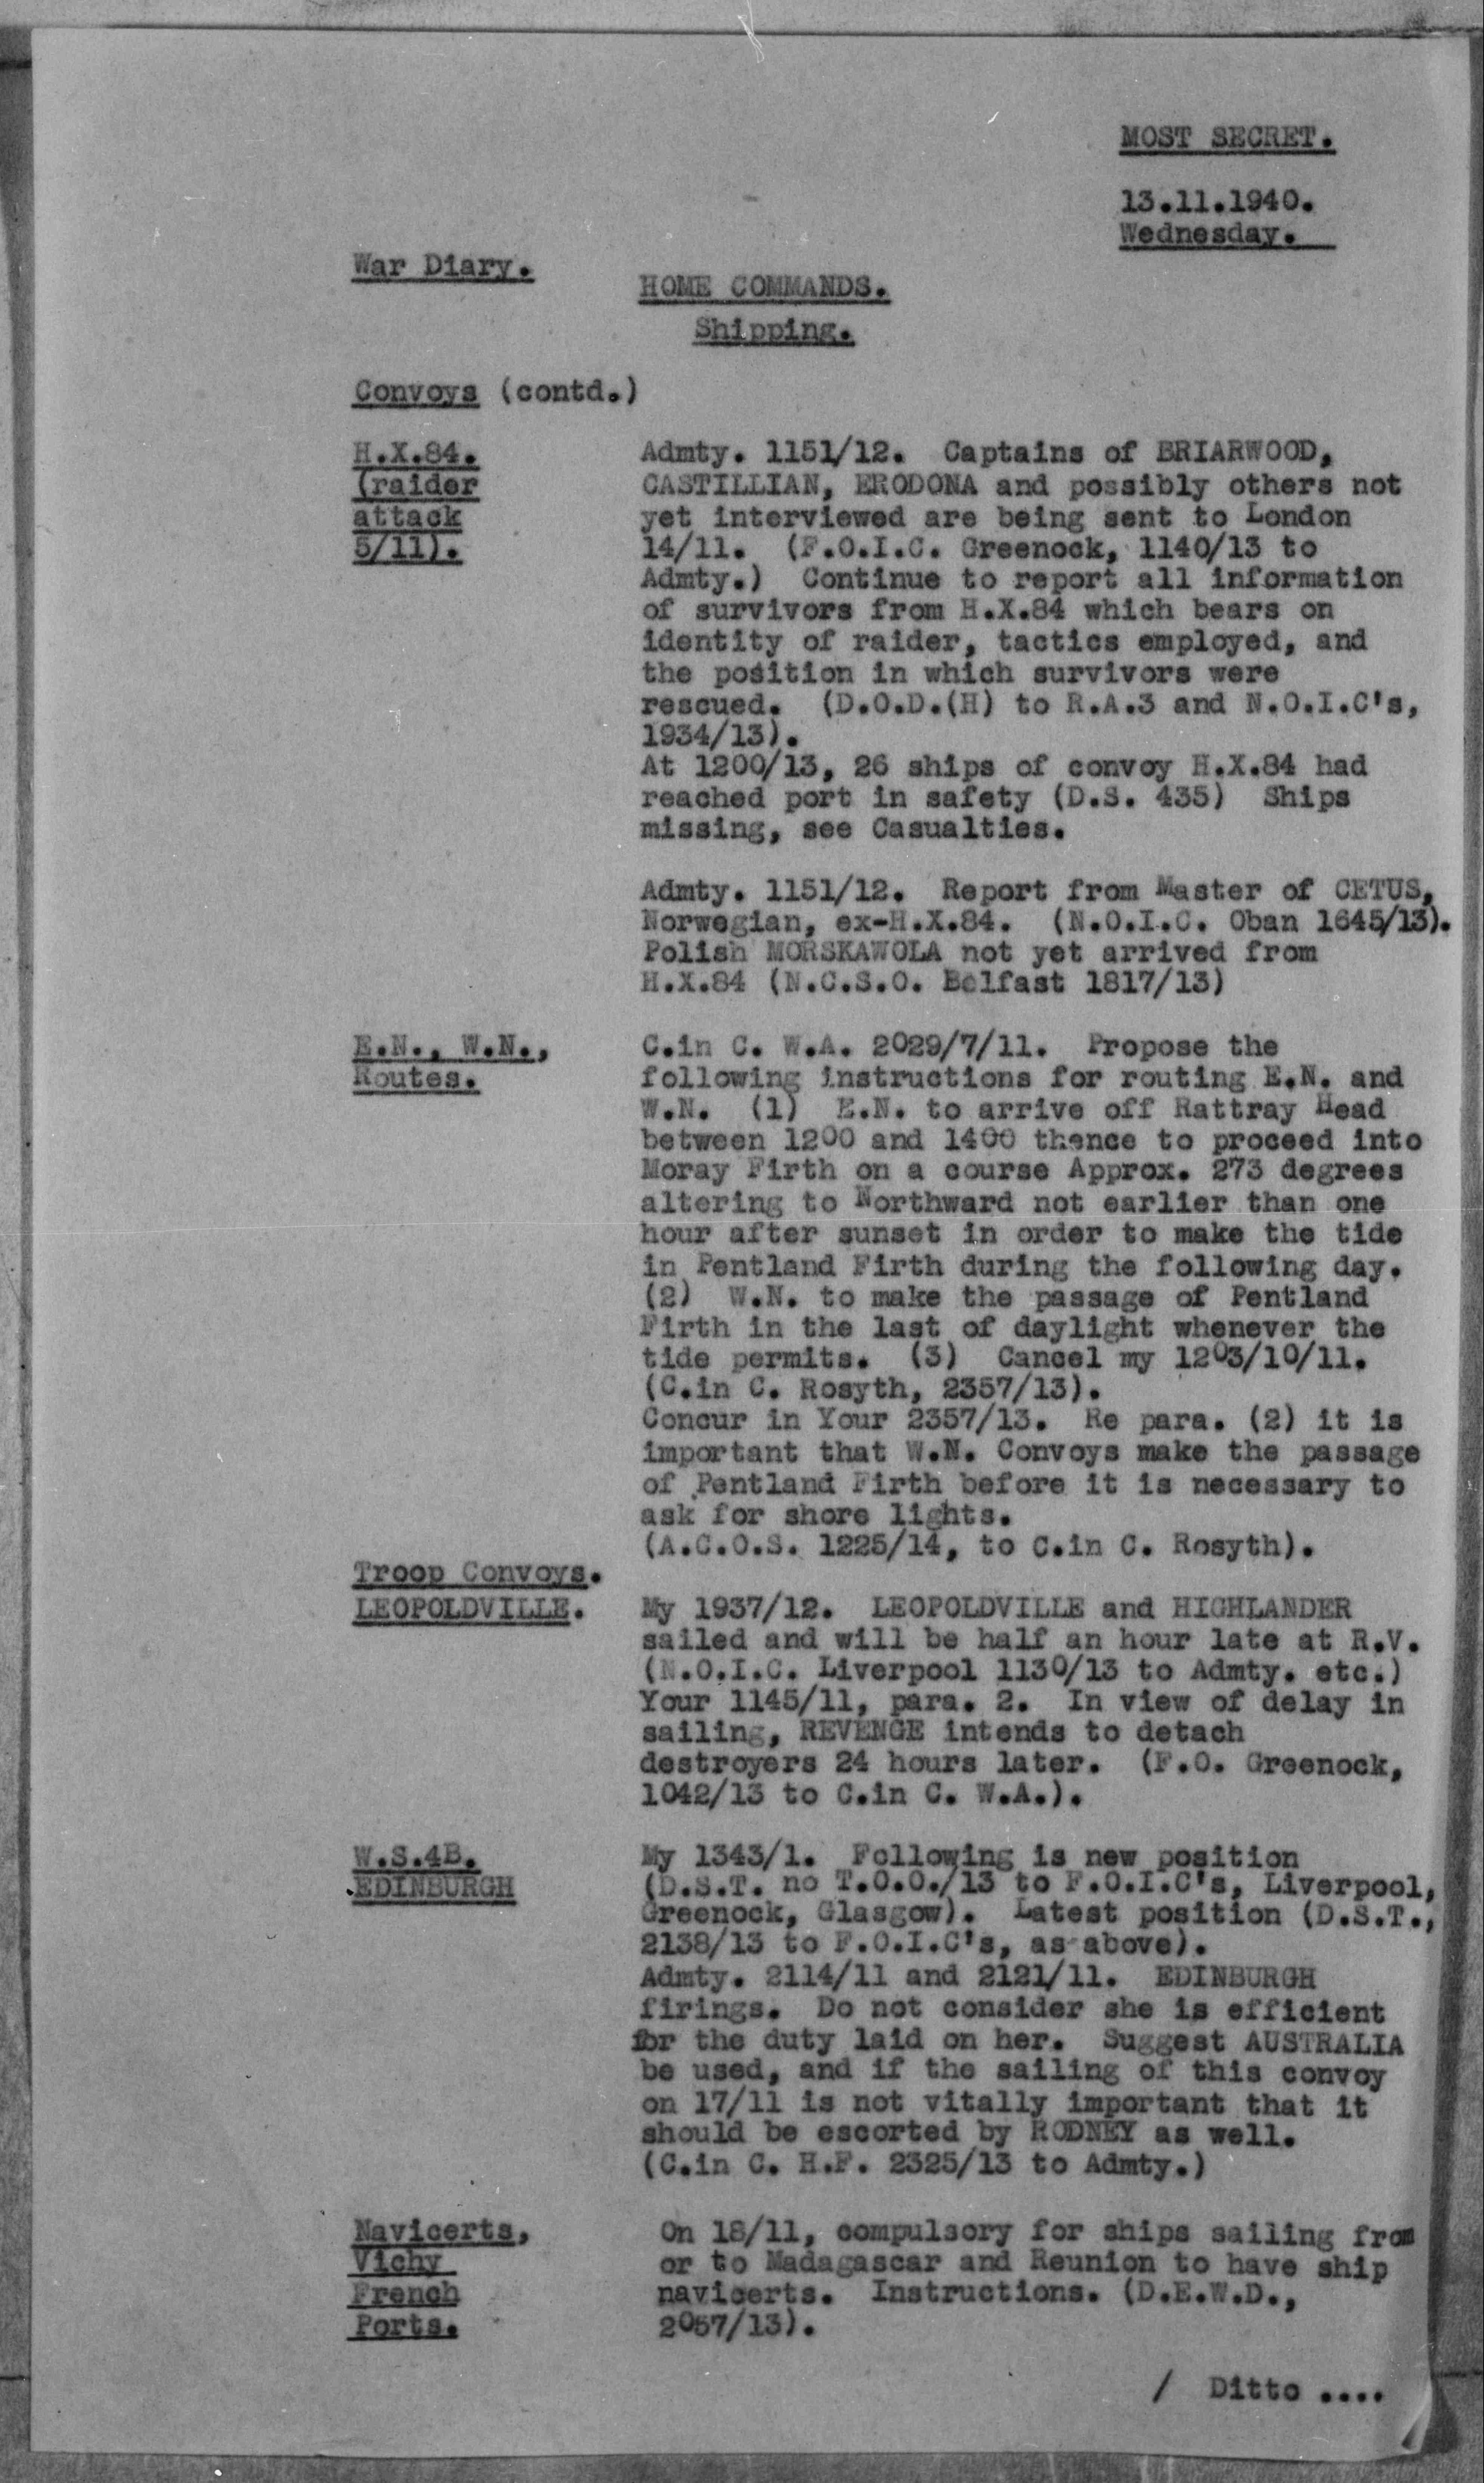 MOST SECRET.
13.11.1940.
Wednesday.
War Diary.
HOME COMMANDS.
Shipping.
Convoys (contd.)
H.X.84.
(raider
attack
5/11).
Admty. 1151/12. Captains of BRIARWOOD,
CASTILLIAN, ERODONA and possibly others not
yet interviewed are being sent to London
14/11. (F.O.I.C. Greenock, 1140/13 to
Admty.) Continue to report all information
of survivors from H.X.84 which bears on
identity of raider, tactics employed, and
the position in which survivors were
rescued. (D.O.D.(H) to R.A.3 and N.O.I.C's,
1934/13).
At 1200/13, 26 ships of convoy H.X.84 had
reached port in safety (D.S. 435) Ships
missing, see Casualties.
Admty. 1151/12. Report from Master of CETUS,
Norwegian, ex-H.X.84. (N.O.I.C. Oban 1645/13).
Polish MORSKAWOLA not yet arrived from
H.X.84 (N.C.S.O. Belfast 1817/13)
E.N., W.N.,
Routes.
C.in C. W.A. 2029/7/11. Propose the
following instructions for routing E.N. and
W.N. (1) E.N. to arrive off Rattray Head
between 1200 and 1400 thence to proceed into
Moray Firth on a course Approx. 273 degrees
altering to Northward not earlier than one
hour after sunset in order to make the tide
in Pentland Firth during the following day.
(2) W.N. to make the passage of Pentland
Firth in the last of daylight whenever the
tide permits. (3) Cancel my 1203/10/11.
(C.in C. Rosyth, 2357/13).
Concur in Your 2357/13. Re para. (2) it is
important that W.N. Convoys make the passage
of Pentland Firth before it is necessary to
ask for shore lights.
(A.C.O.S. 1225/14, to C.in C. Rosyth).
Troop Convoys.
LEOPOLDVILLE.
My 1937/12. LEOPOLDVILLE and HIGHLANDER
sailed and will be half an hour late at R.V.
(N.O.I.C. Liverpool 1130/13 to Admty. etc.)
Your 1145/11, para. 2. In view of delay in
sailing, REVENGE intends to detach
destroyers 24 hours later. (F.O. Greenock,
1042/13 to C.in C. W.A.).
W.S.4B.
EDINBURGH
My 1343/1. Following is new position
(D.S.T. no T.O.O./13 to F.O.I.C's, Liverpool,
Greenock, Glasgow). Latest position (D.S.T.,
2138/13 to F.O.I.C's, as above).
Admty. 2114/11 and 2121/11. EDINBURGH
firings. Do not consider she is efficient
for the duty laid on her. Suggest AUSTRALIA
be used, and if the sailing of this convoy
on 17/11 is not vitally important that it
should be escorted by RODNEY as well.
(C.in C. H.F. 2325/13 to Admty.)
Navicerts,
Vichy
French
Ports.
On 18/11, compulsory for ships sailing from
or to Madagascar and Reunion to have ship
navicerts. Instructions. (D.E.W.D.,
2057/13).
/ Ditto ....